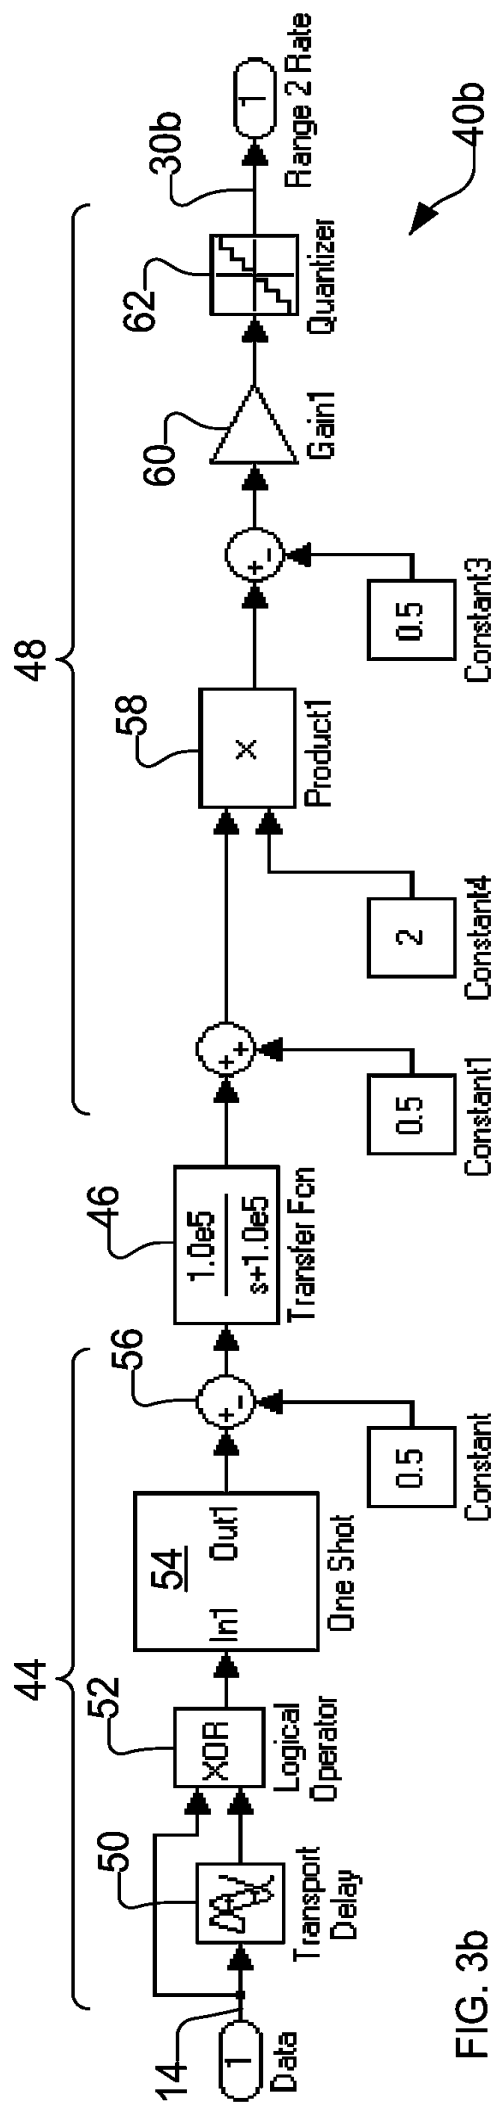 44
48
14
1
Data
50
Transport
Delay
52
XOR
Logical
Operator
54
In1
Out1
One Shot
56
+
-
0.5
Constant
46
1.0e5
s+1.0e5
Transfer Fcn
+
+
0.5
Constant1
2
Constant4
58
X
Product1
+
-
0.5
Constant3
60
Gain1
62
Quantizer
30b
1
Range 2 Rate
40b
FIG. 3b